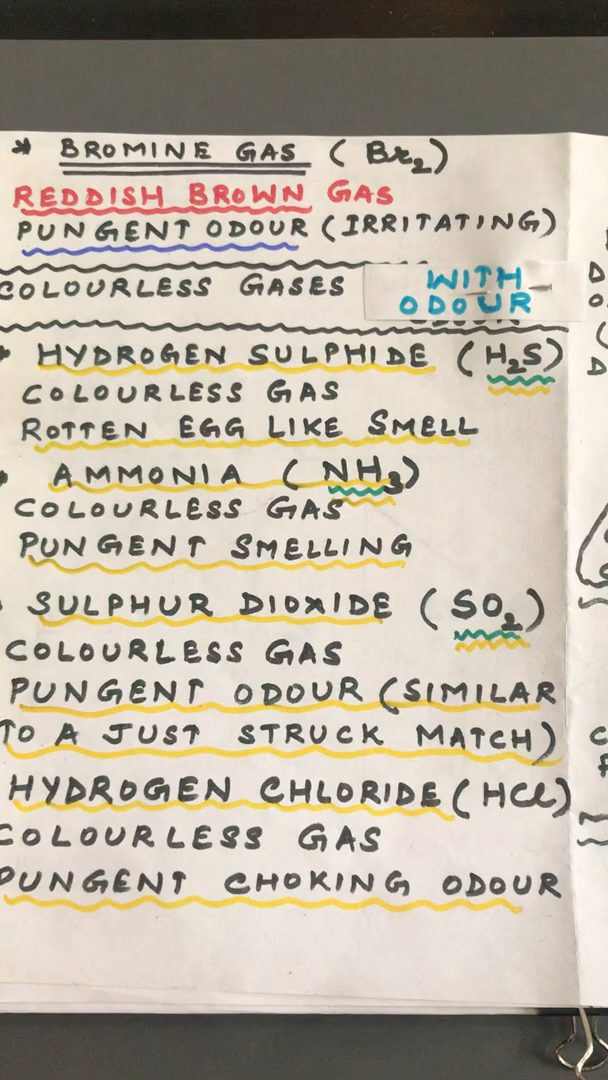 * BROMINE GAS (Br₂)
REDDISH BROWN GAS
PUNGENT ODOUR (IRRITATING)
COLOURLESS GASES WITH ODOUR
* HYDROGEN SULPHIDE (H₂S)
COLOURLESS GAS
ROTTEN EGG LIKE SMELL
* AMMONIA (NH₃)
COLOURLESS GAS
PUNGENT SMELLING
SULPHUR DIOXIDE (SO₂)
COLOURLESS GAS
PUNGENT ODOUR (SIMILAR
TO A JUST STRUCK MATCH)
HYDROGEN CHLORIDE (HCl)
COLOURLESS GAS
PUNGENT CHOKING ODOUR